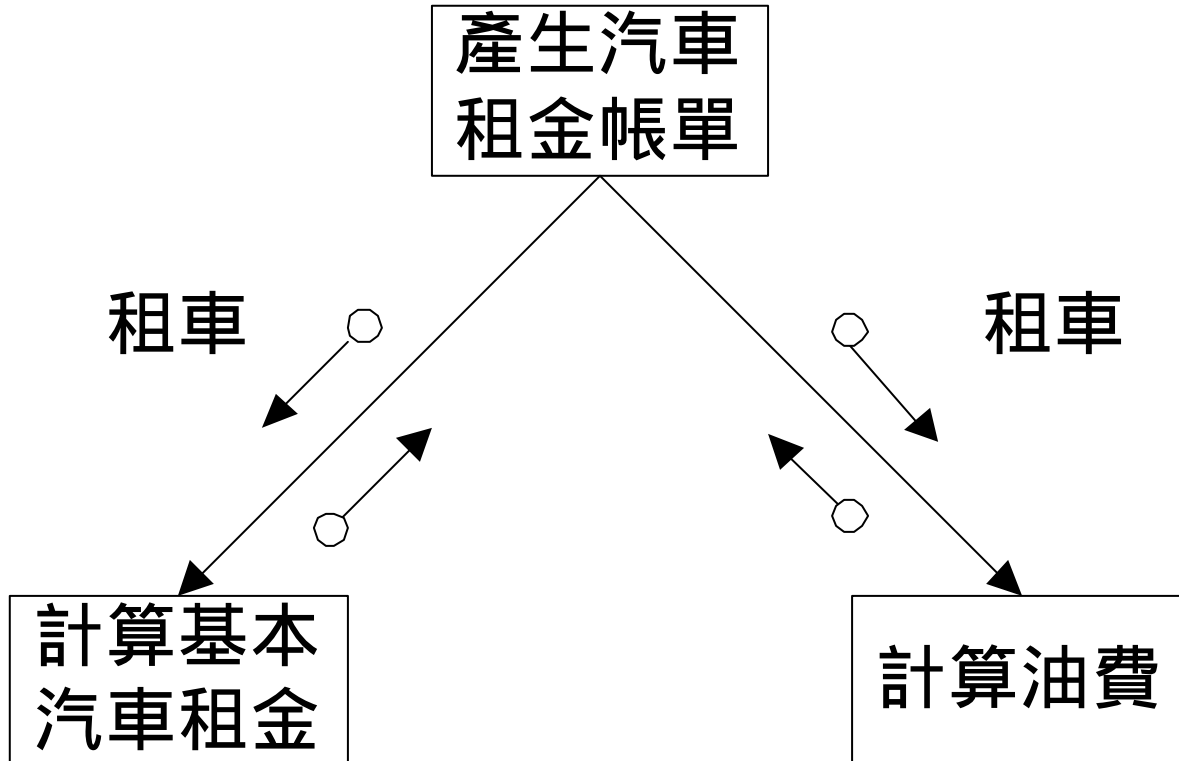 產生汽車
租金帳單
租車
租車
計算基本
汽車租金
計算油費